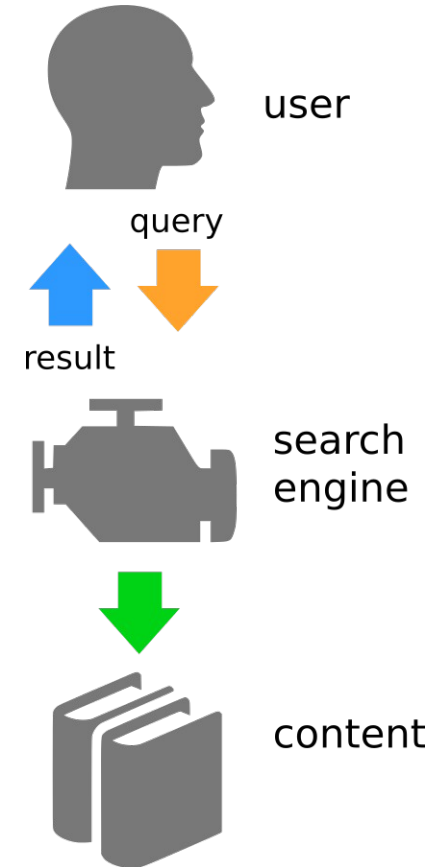 user
query
result
search
engine
content